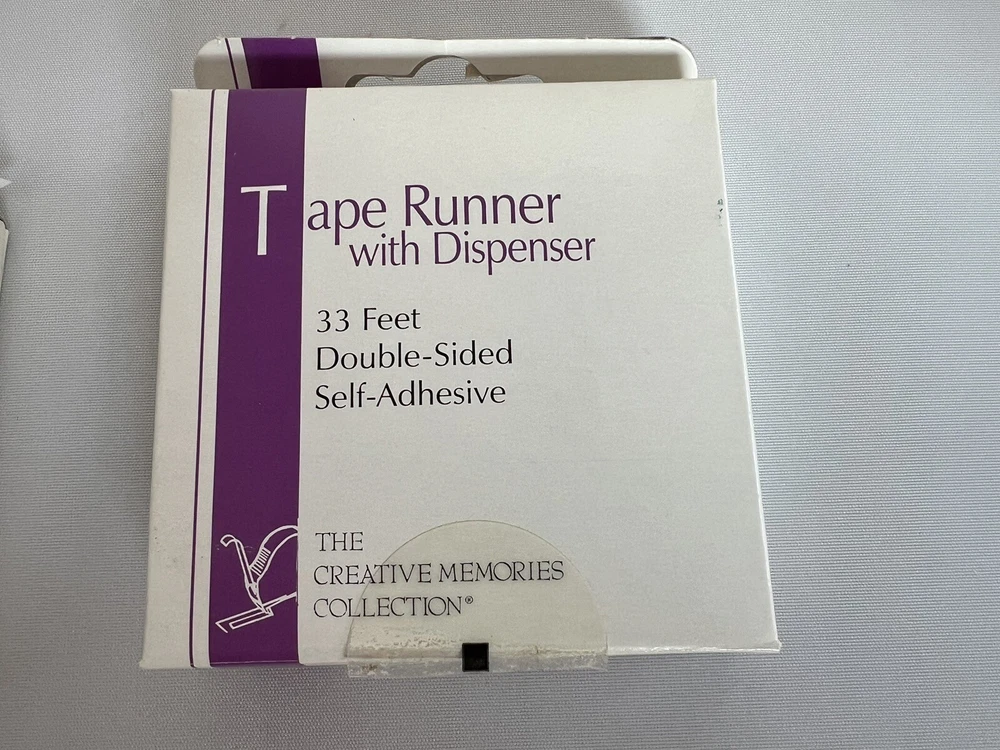 Tape Runner
with Dispenser
33 Feet
Double-Sided
Self-Adhesive
THE
CREATIVE MEMORIES
COLLECTION®